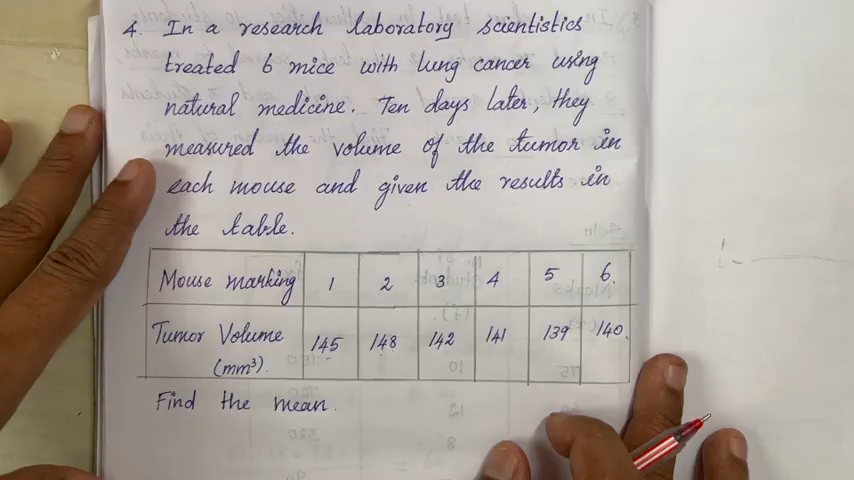 4. In a research laboratory scientistics
treated 6 mice with lung cancer using
natural medicine. Ten days later, they
measured the volume of the tumor in
each mouse and given the results in
the table.
Mouse marking 1 2 3 4 5 6.
Tumor Volume (mm³). 145 148 142 141 139 140.
Find the mean.